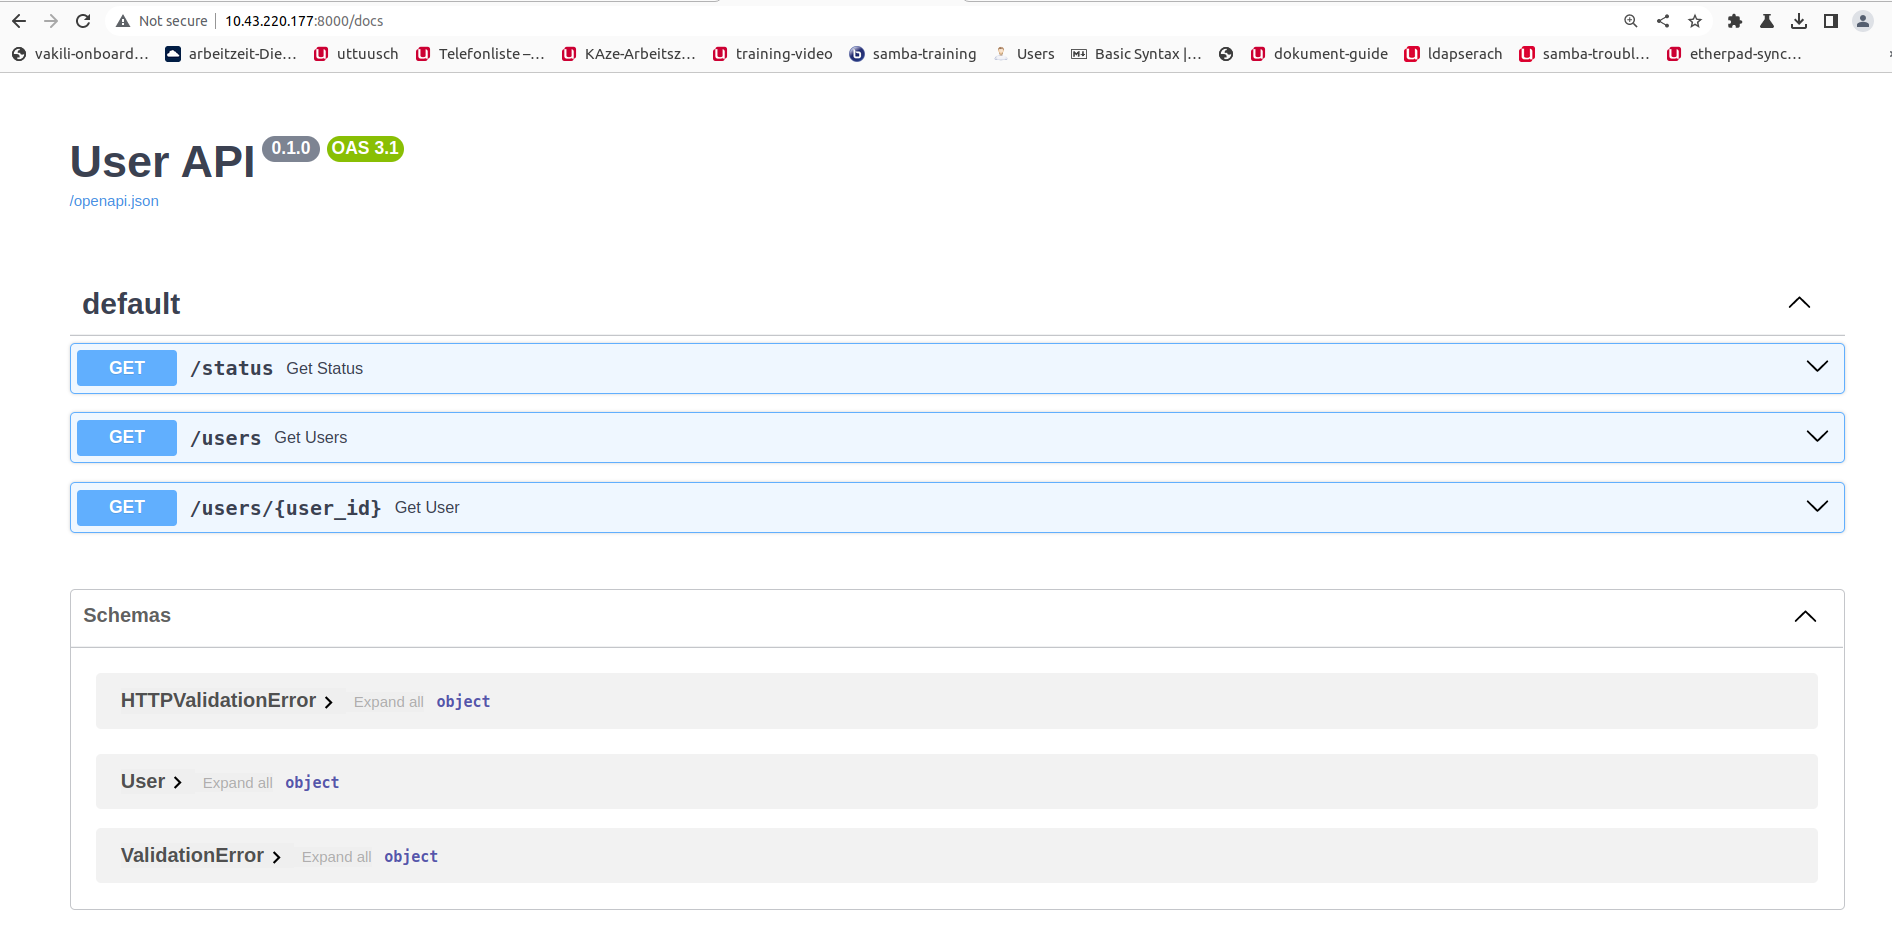 Not secure | 10.43.220.177:8000/docs
vakili-onboard… arbeitzeit-Die… uttuusch Telefonliste –… KAze-Arbeitsz… training-video samba-training Users Basic Syntax |… dokument-guide ldapserach samba-troubl… etherpad-sync…
User API 0.1.0 OAS 3.1
/openapi.json
default
GET /status Get Status
GET /users Get Users
GET /users/{user_id} Get User
Schemas
HTTPValidationError Expand all object
User Expand all object
ValidationError Expand all object